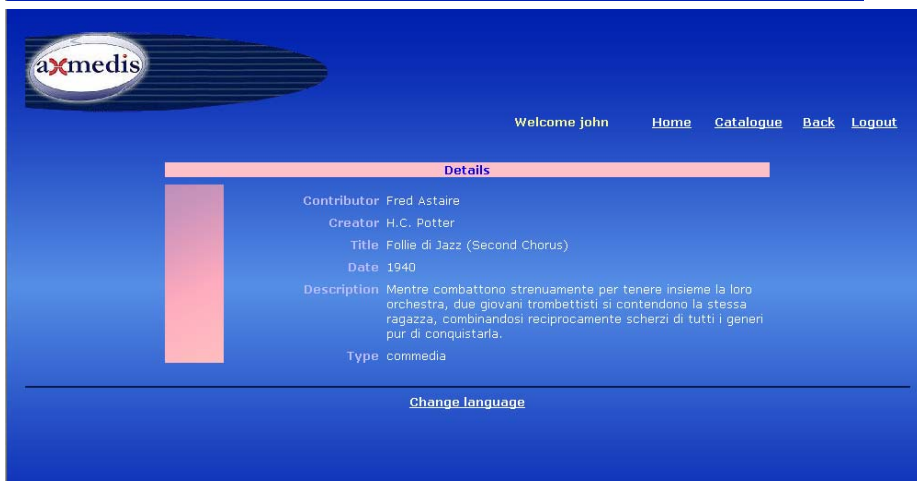 axmedis
Welcome john Home Catalogue Back Logout
Details
Contributor Fred Astaire
Creator H.C. Potter
Title Follie di Jazz (Second Chorus)
Date 1940
Description Mentre combattono strenuamente per tenere insieme la loro
orchestra, due giovani trombettisti si contendono la stessa
ragazza, combinandosi reciprocamente scherzi di tutti i generi
pur di conquistarla.
Type commedia
Change language